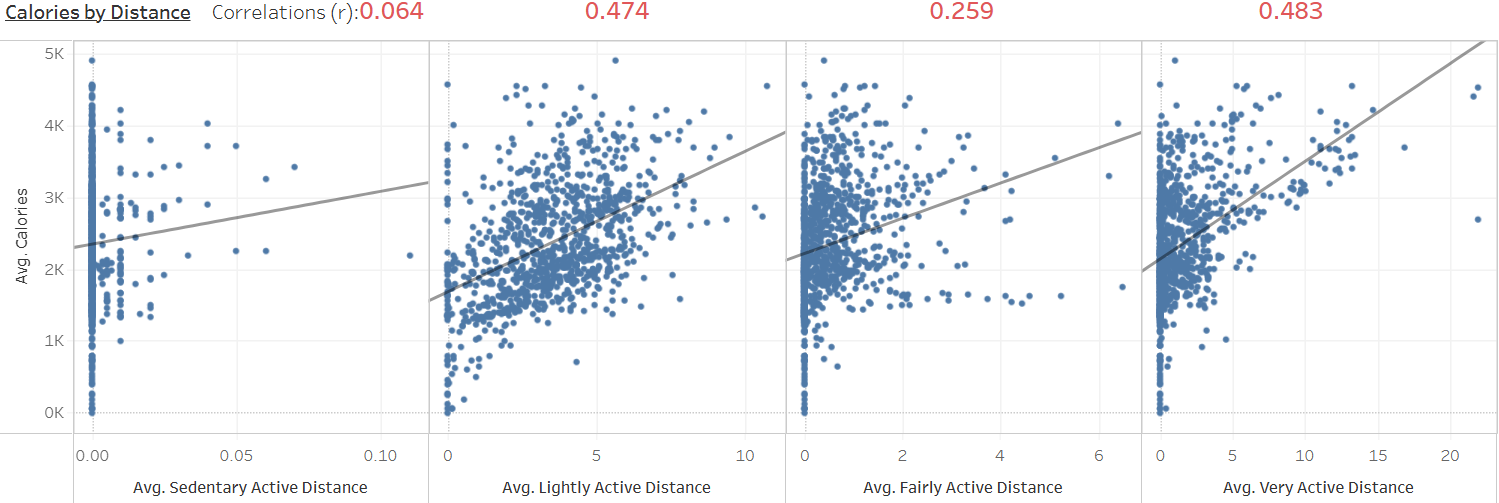 Calories by Distance Correlations (r): 0.064 0.474 0.259 0.483
5K
4K
3K
2K
1K
0K
Avg. Calories
0.00 0.05 0.10 0 5 10 0 2 4 6 0 5 10 15 20
Avg. Sedentary Active Distance Avg. Lightly Active Distance Avg. Fairly Active Distance Avg. Very Active Distance